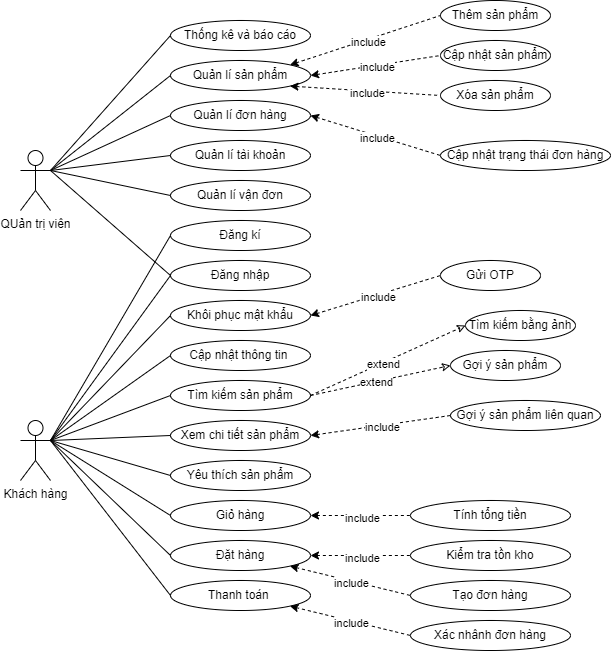 Thêm sản phẩm
Thống kê và báo cáo
include
Cập nhật sản phẩm
Quản lí sản phẩm
include
include
Xóa sản phẩm
Quản lí đơn hàng
include
Quản lí tài khoản
Cập nhật trạng thái đơn hàng
Quản lí vận đơn
QUản trị viên
Đăng kí
Đăng nhập
Gửi OTP
include
Khôi phục mật khẩu
Tìm kiếm bằng ảnh
Cập nhật thông tin
extend
Gợi ý sản phẩm
extend
Tìm kiếm sản phẩm
Gợi ý sản phẩm liên quan
include
Xem chi tiết sản phẩm
Yêu thích sản phẩm
Khách hàng
Giỏ hàng
include
Tính tổng tiền
Đặt hàng
include
Kiểm tra tồn kho
include
Tạo đơn hàng
Thanh toán
include
Xác nhânh đơn hàng